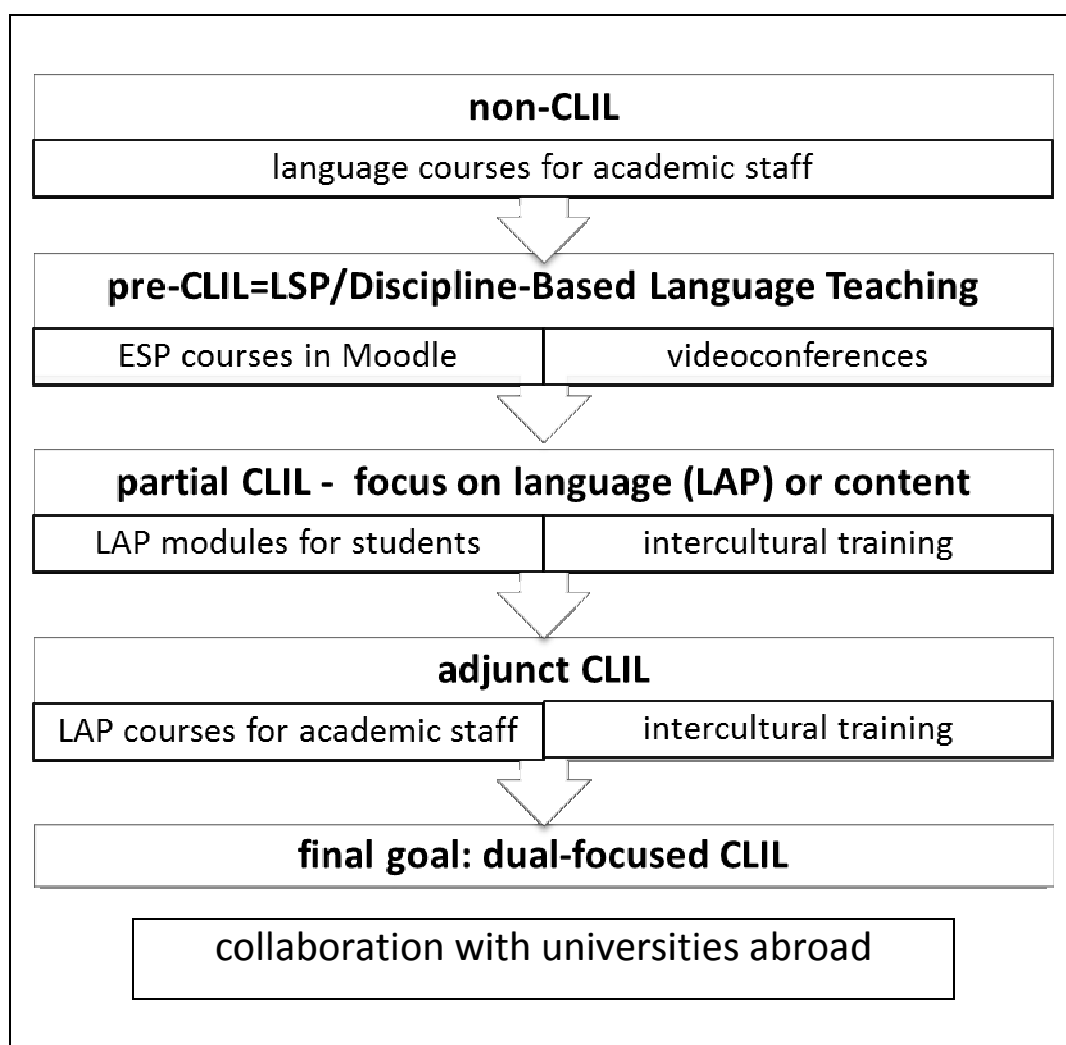 non-CLIL
language courses for academic staff
pre-CLIL=LSP/Discipline-Based Language Teaching
ESP courses in Moodle
videoconferences
partial CLIL - focus on language (LAP) or content
LAP modules for students
intercultural training
adjunct CLIL
LAP courses for academic staff
intercultural training
final goal: dual-focused CLIL
collaboration with universities abroad